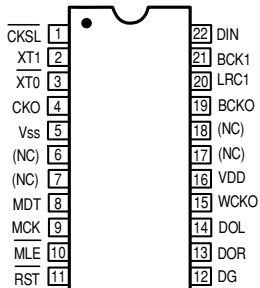 CKSL 1 22 DIN
XT1 2 21 BCK1
XT0 3 20 LRC1
CKO 4 19 BCKO
Vss 5 18 (NC)
(NC) 6 17 (NC)
(NC) 7 16 VDD
MDT 8 15 WCKO
MCK 9 14 DOL
MLE 10 13 DOR
RST 11 12 DG